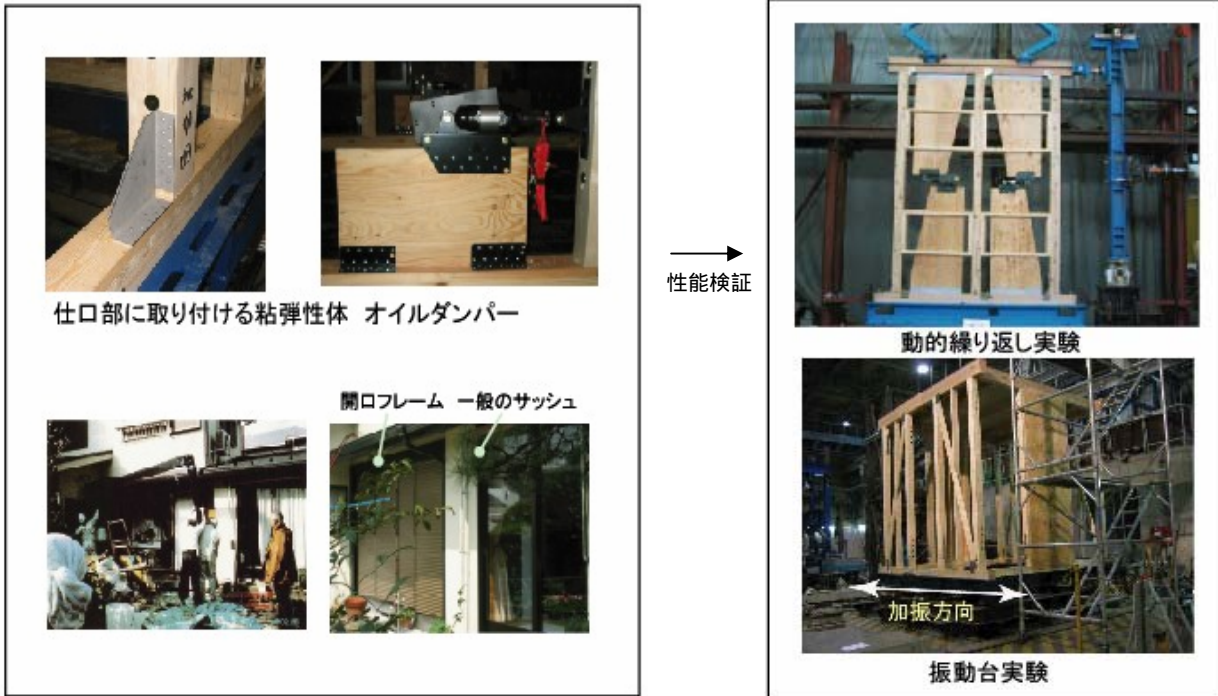 仕口部に取り付ける粘弾性体 オイルダンパー
開口フレーム 一般のサッシュ
性能検証
動的繰り返し実験
加振方向
振動台実験